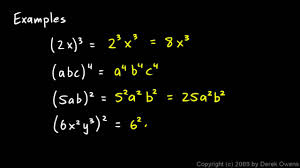 Examples
(2x)³ = 2³x³ = 8x³
(abc)⁴ = a⁴b⁴c⁴
(5ab)² = 5²a²b² = 25a²b²
(6x²y³)² = 6².
Copyright (c) 2009 by Derek Owens